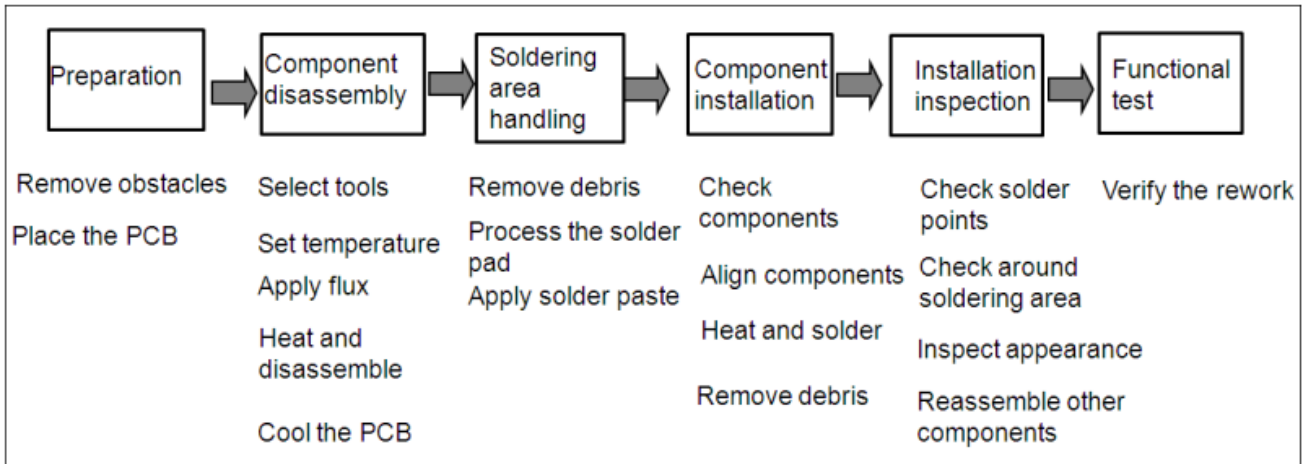 Preparation
Component
disassembly
Soldering
area
handling
Component
installation
Installation
inspection
Functional
test
Remove obstacles
Place the PCB
Select tools
Set temperature
Apply flux
Heat and
disassemble
Cool the PCB
Remove debris
Process the solder
pad
Apply solder paste
Check
components
Align components
Heat and solder
Remove debris
Check solder
points
Check around
soldering area
Inspect appearance
Reassemble other
components
Verify the rework